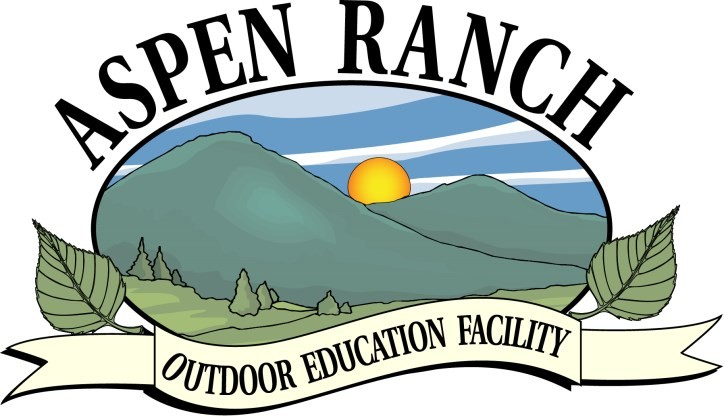 ASPEN RANCH
OUTDOOR EDUCATION FACILITY